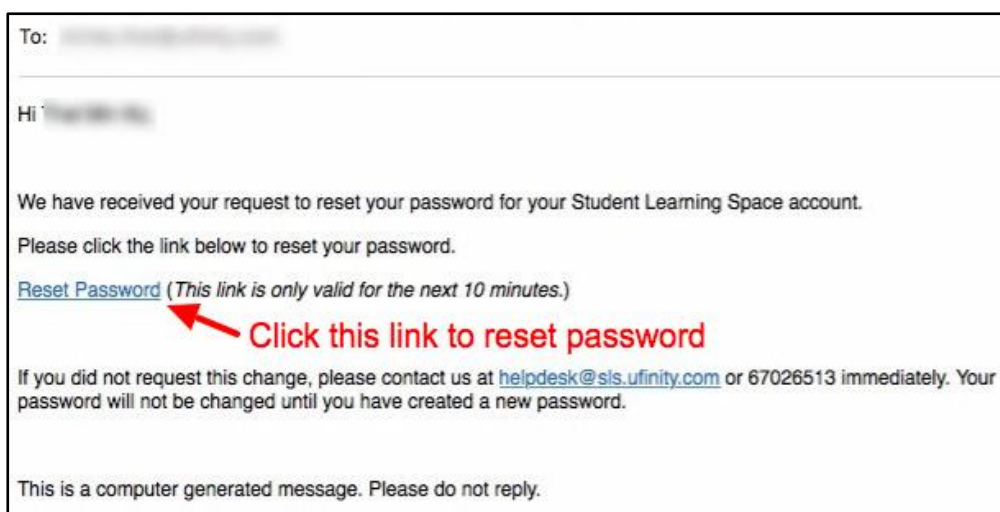 To:
Hi
We have received your request to reset your password for your Student Learning Space account.
Please click the link below to reset your password.
Reset Password (This link is only valid for the next 10 minutes.)
Click this link to reset password
If you did not request this change, please contact us at helpdesk@sls.ufinity.com or 67026513 immediately. Your
password will not be changed until you have created a new password.
This is a computer generated message. Please do not reply.